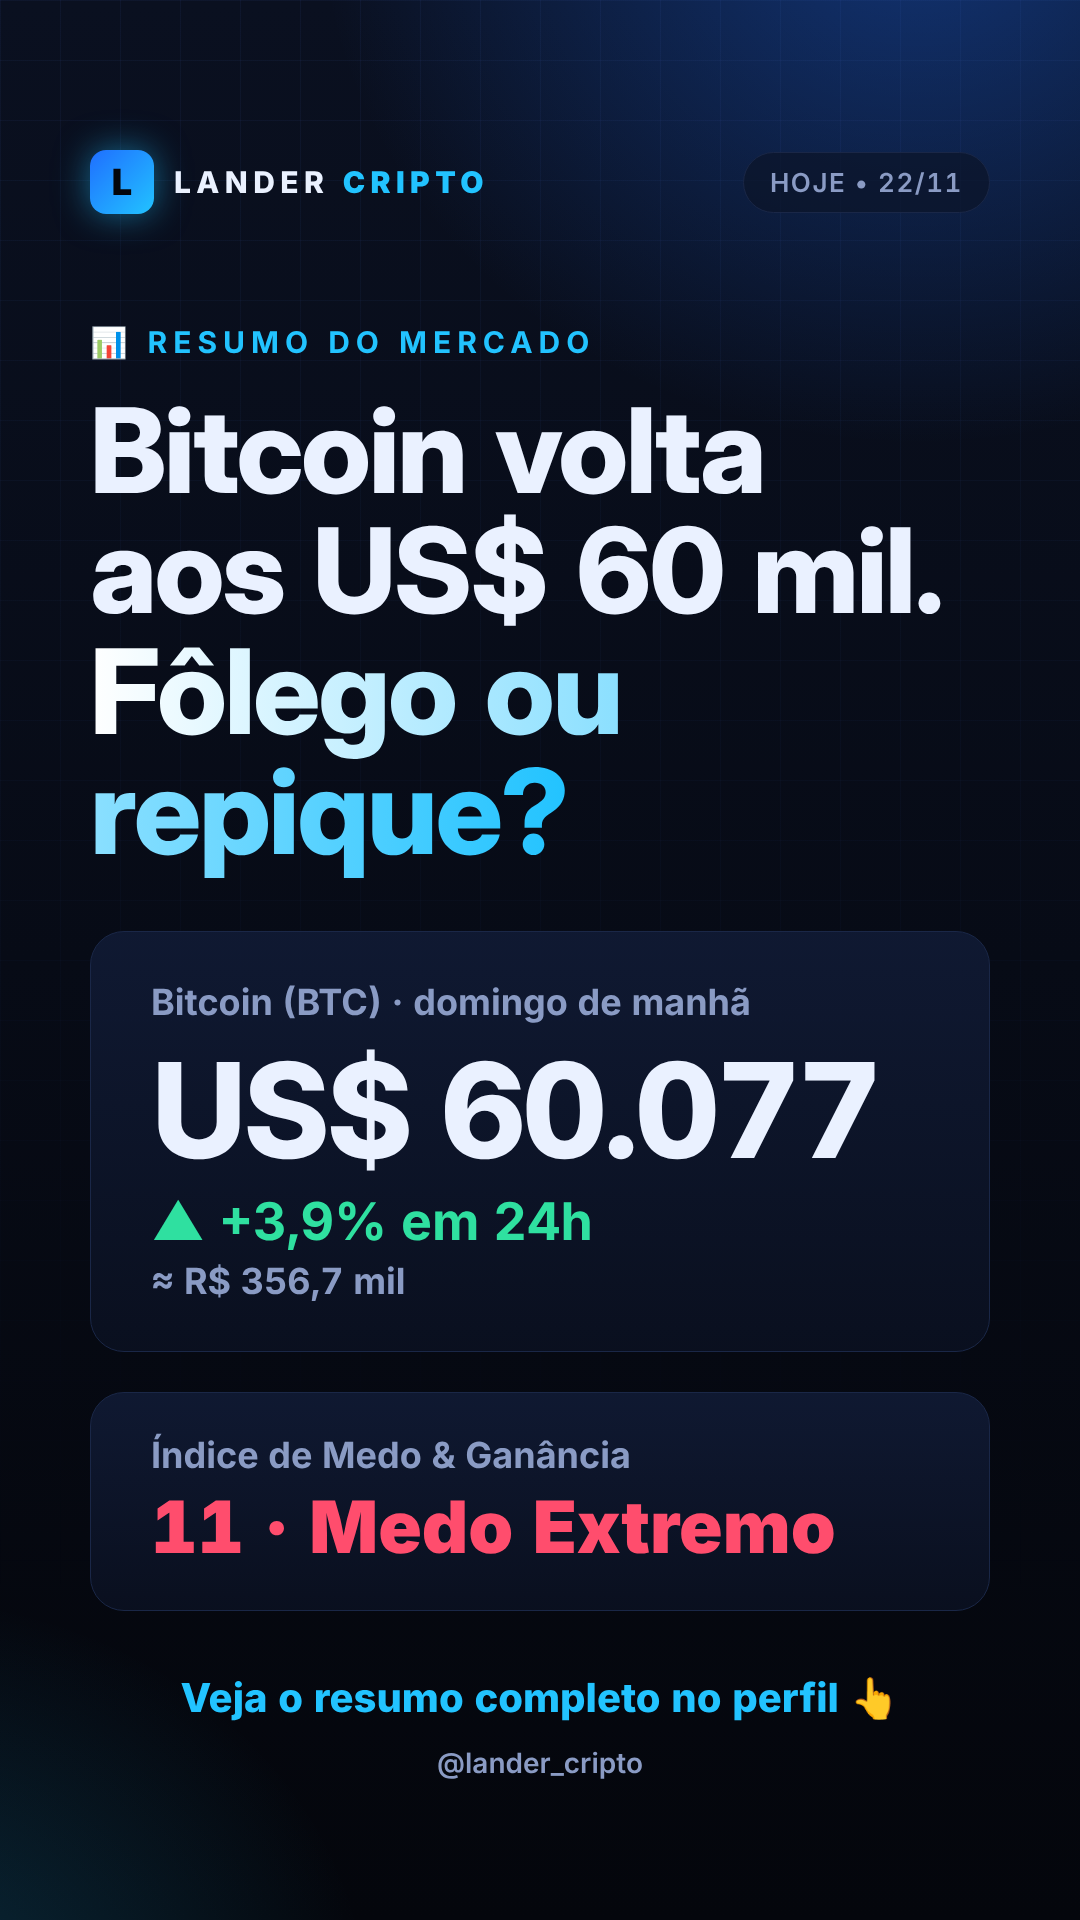 L LANDER CRIPTO
HOJE • 22/11
📊 RESUMO DO MERCADO
Bitcoin volta
aos US$ 60 mil.
Fôlego ou
repique?
Bitcoin (BTC) · domingo de manhã
US$ 60.077
▲ +3,9% em 24h
≈ R$ 356,7 mil
Índice de Medo & Ganância
11 · Medo Extremo
Veja o resumo completo no perfil 👆
@lander_cripto